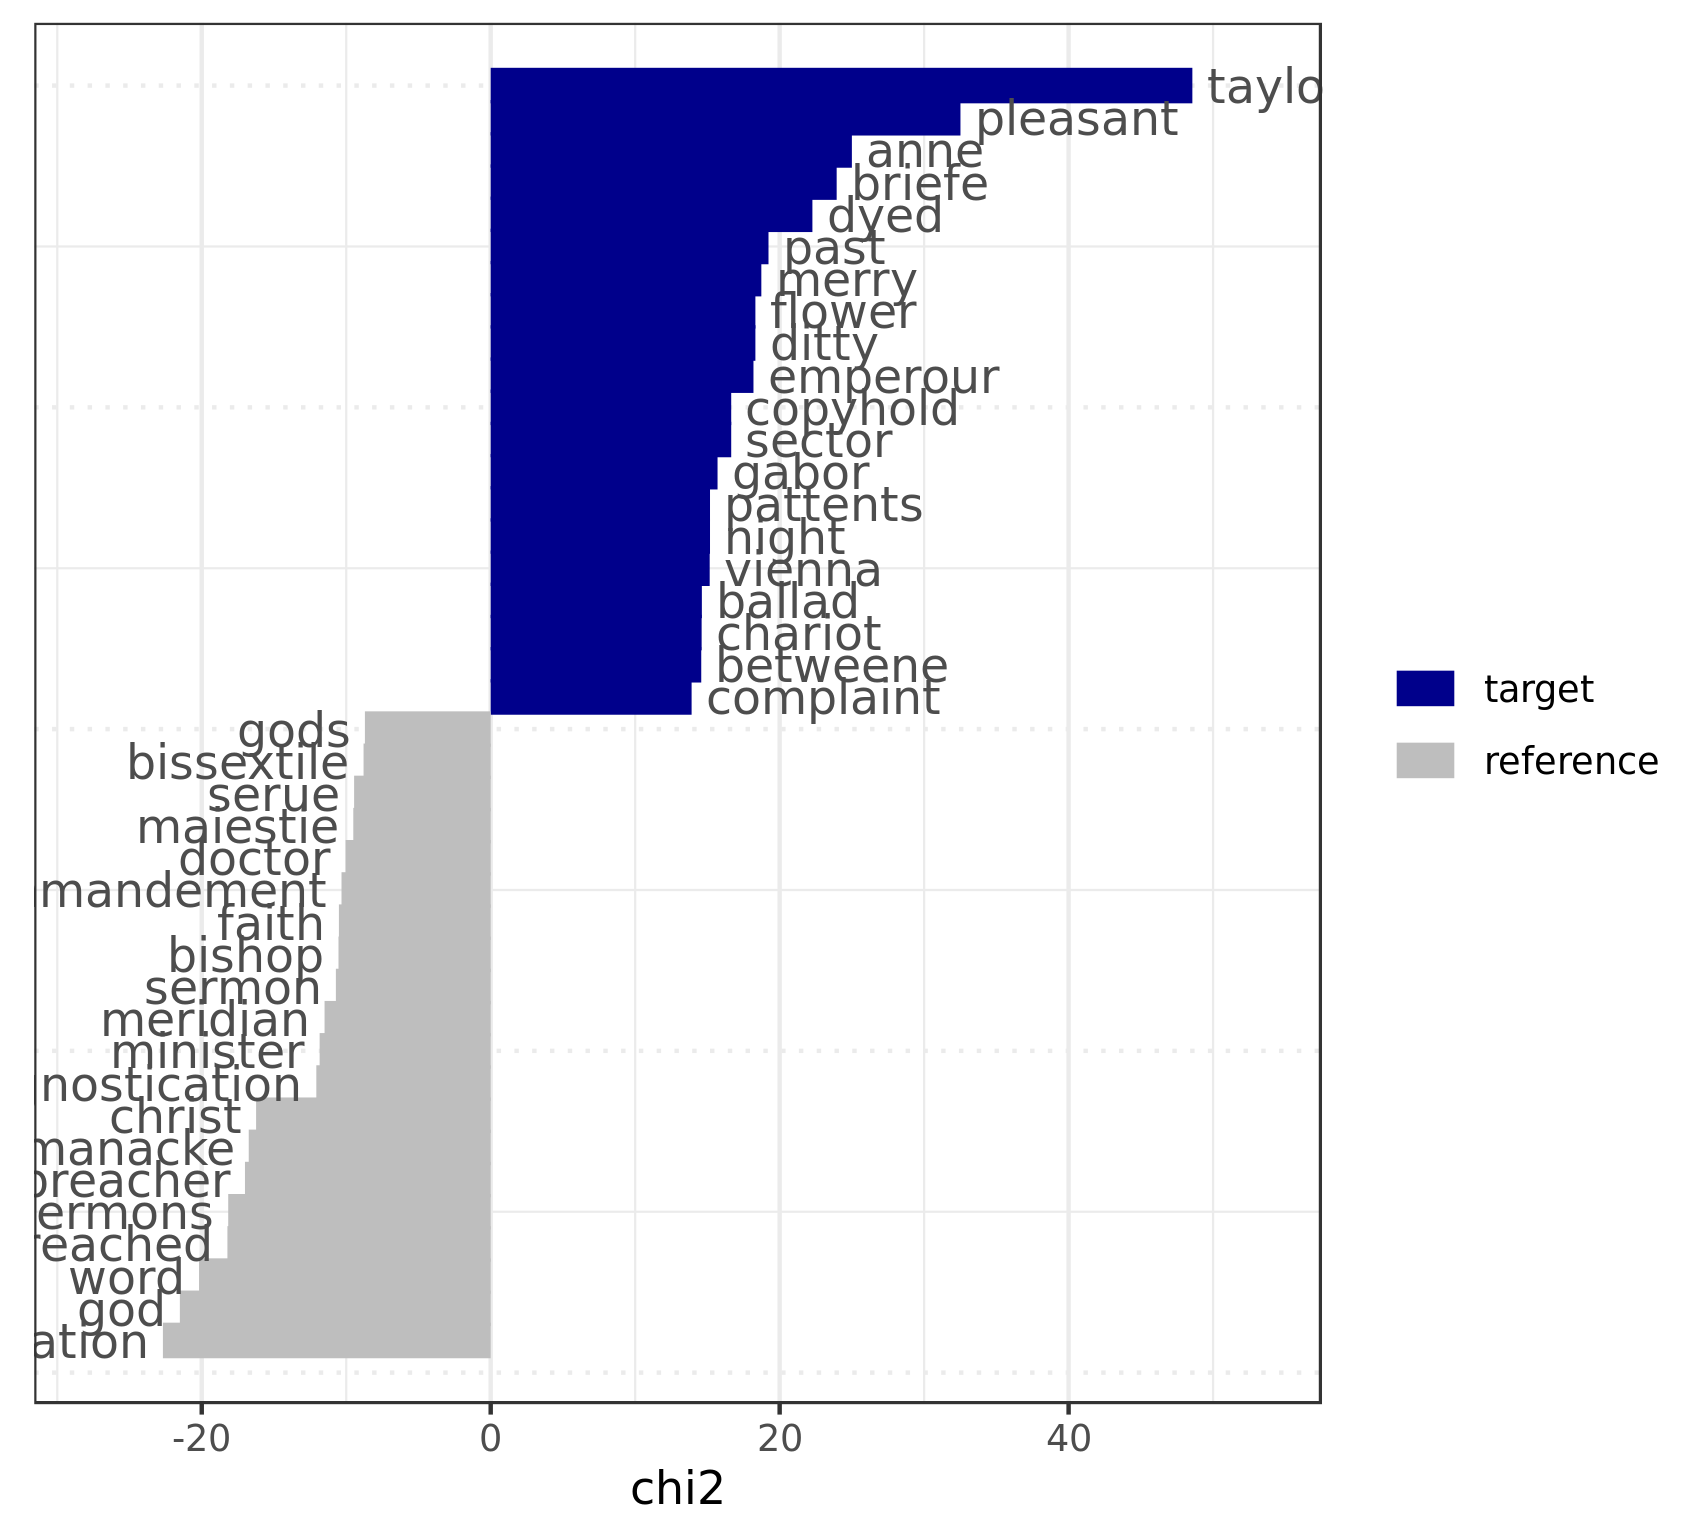 taylo
pleasant
anne
briefe
dyed
past
merry
flower
ditty
emperour
copyhold
sector
gabor
pattents
night
vienna
ballad
chariot
betweene
complaint
gods
bissextile
serue
maiestie
doctor
mandement
faith
bishop
sermon
meridian
minister
nostication
christ
manacke
preacher
ermons
reached
word
god
ation
target
reference
-20 0 20 40
chi2